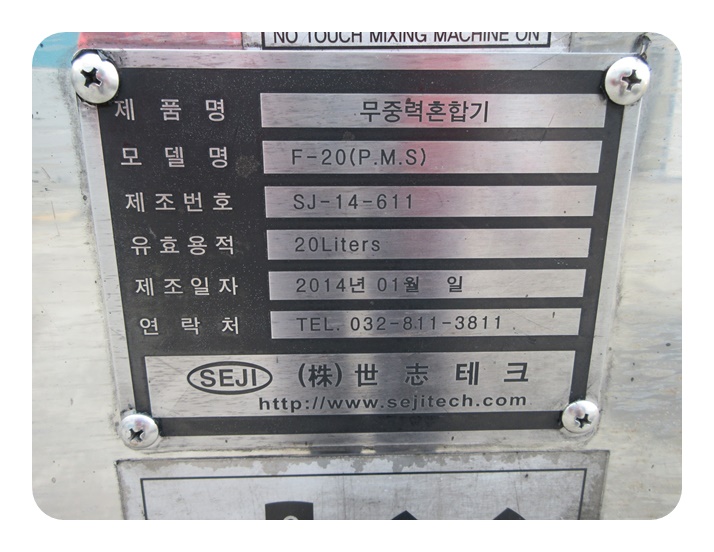 NO TOUCH MIXING MACHINE ON
제 품 명 무중력혼합기
모 델 명 F-20(P.M.S)
제조번호 SJ-14-611
유효용적 20Liters
제조일자 2014년 01월 일
연 락 처 TEL. 032-811-3811
SEJI (株) 世 志 테 크
http://www.sejitech.com